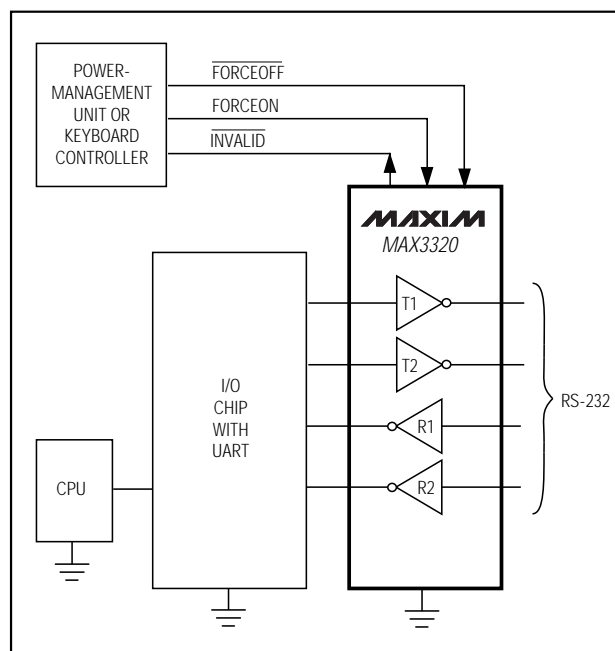 POWER-
MANAGEMENT
UNIT OR
KEYBOARD
CONTROLLER
FORCEOFF
FORCEON
INVALID
MAXIM
MAX3320
T1
T2
R1
R2
I/O
CHIP
WITH
UART
CPU
RS-232